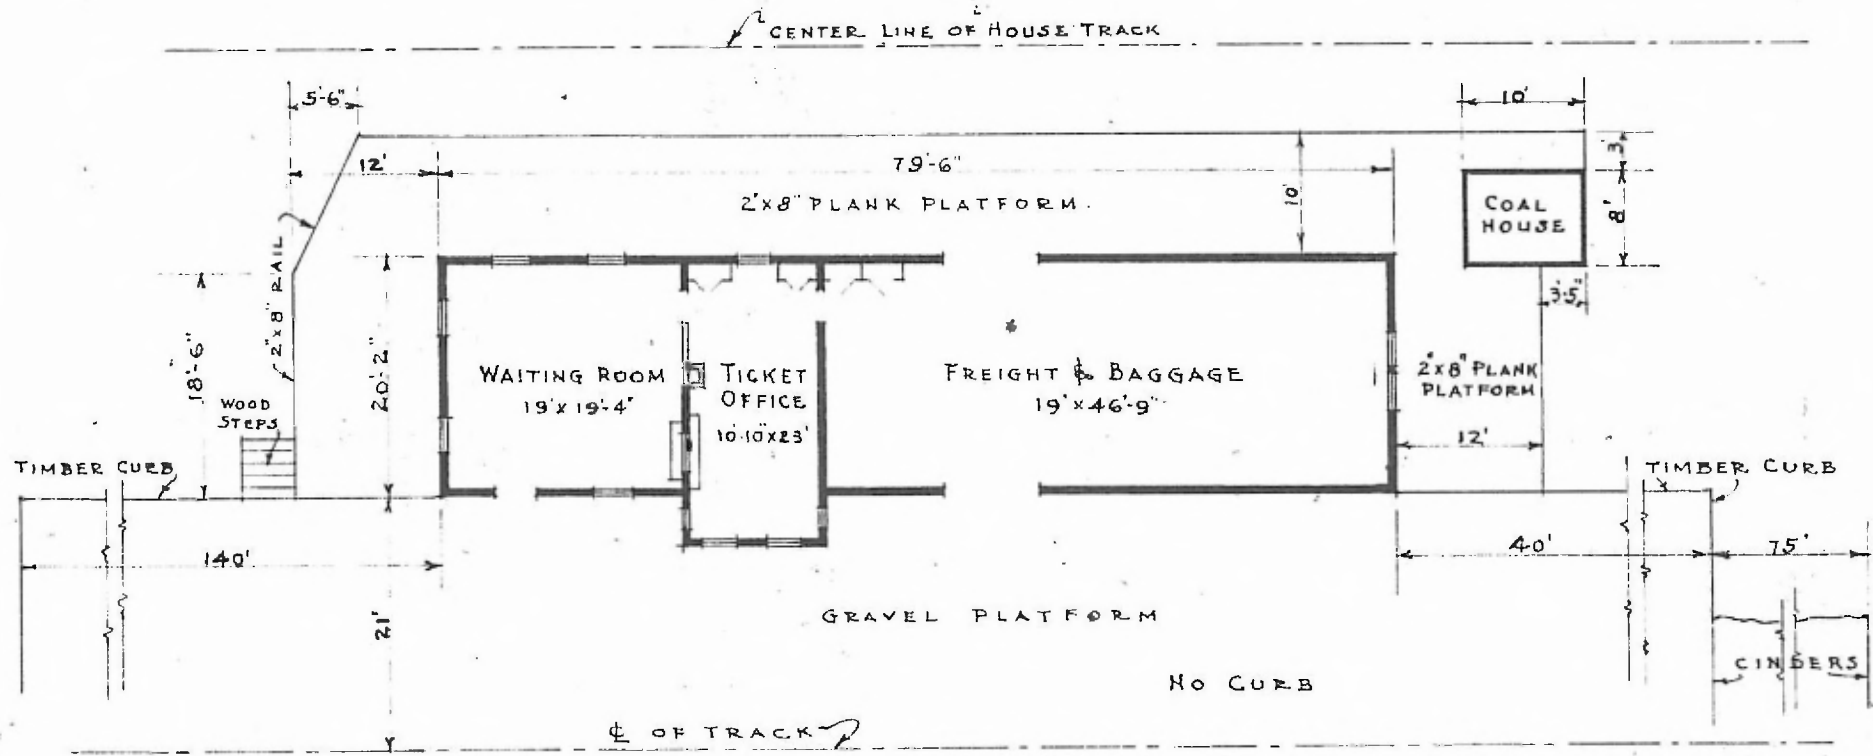 CENTER LINE OF HOUSE TRACK
5'-6"
10'
12'
79'-6"
3'
2"x8" PLANK PLATFORM.
10'
COAL
HOUSE
8'
2"x8" RAIL
3'-5"
18'-6"
20'-2"
WAITING ROOM
19'x19'-4"
TICKET
OFFICE
10'-10"x23'
FREIGHT & BAGGAGE
19'x46'-9"
2"x8" PLANK
PLATFORM
WOOD
STEPS
12'
TIMBER CURB
TIMBER CURB
140'
40'
75'
21'
GRAVEL PLATFORM
CINDERS
NO CURB
℄ OF TRACK